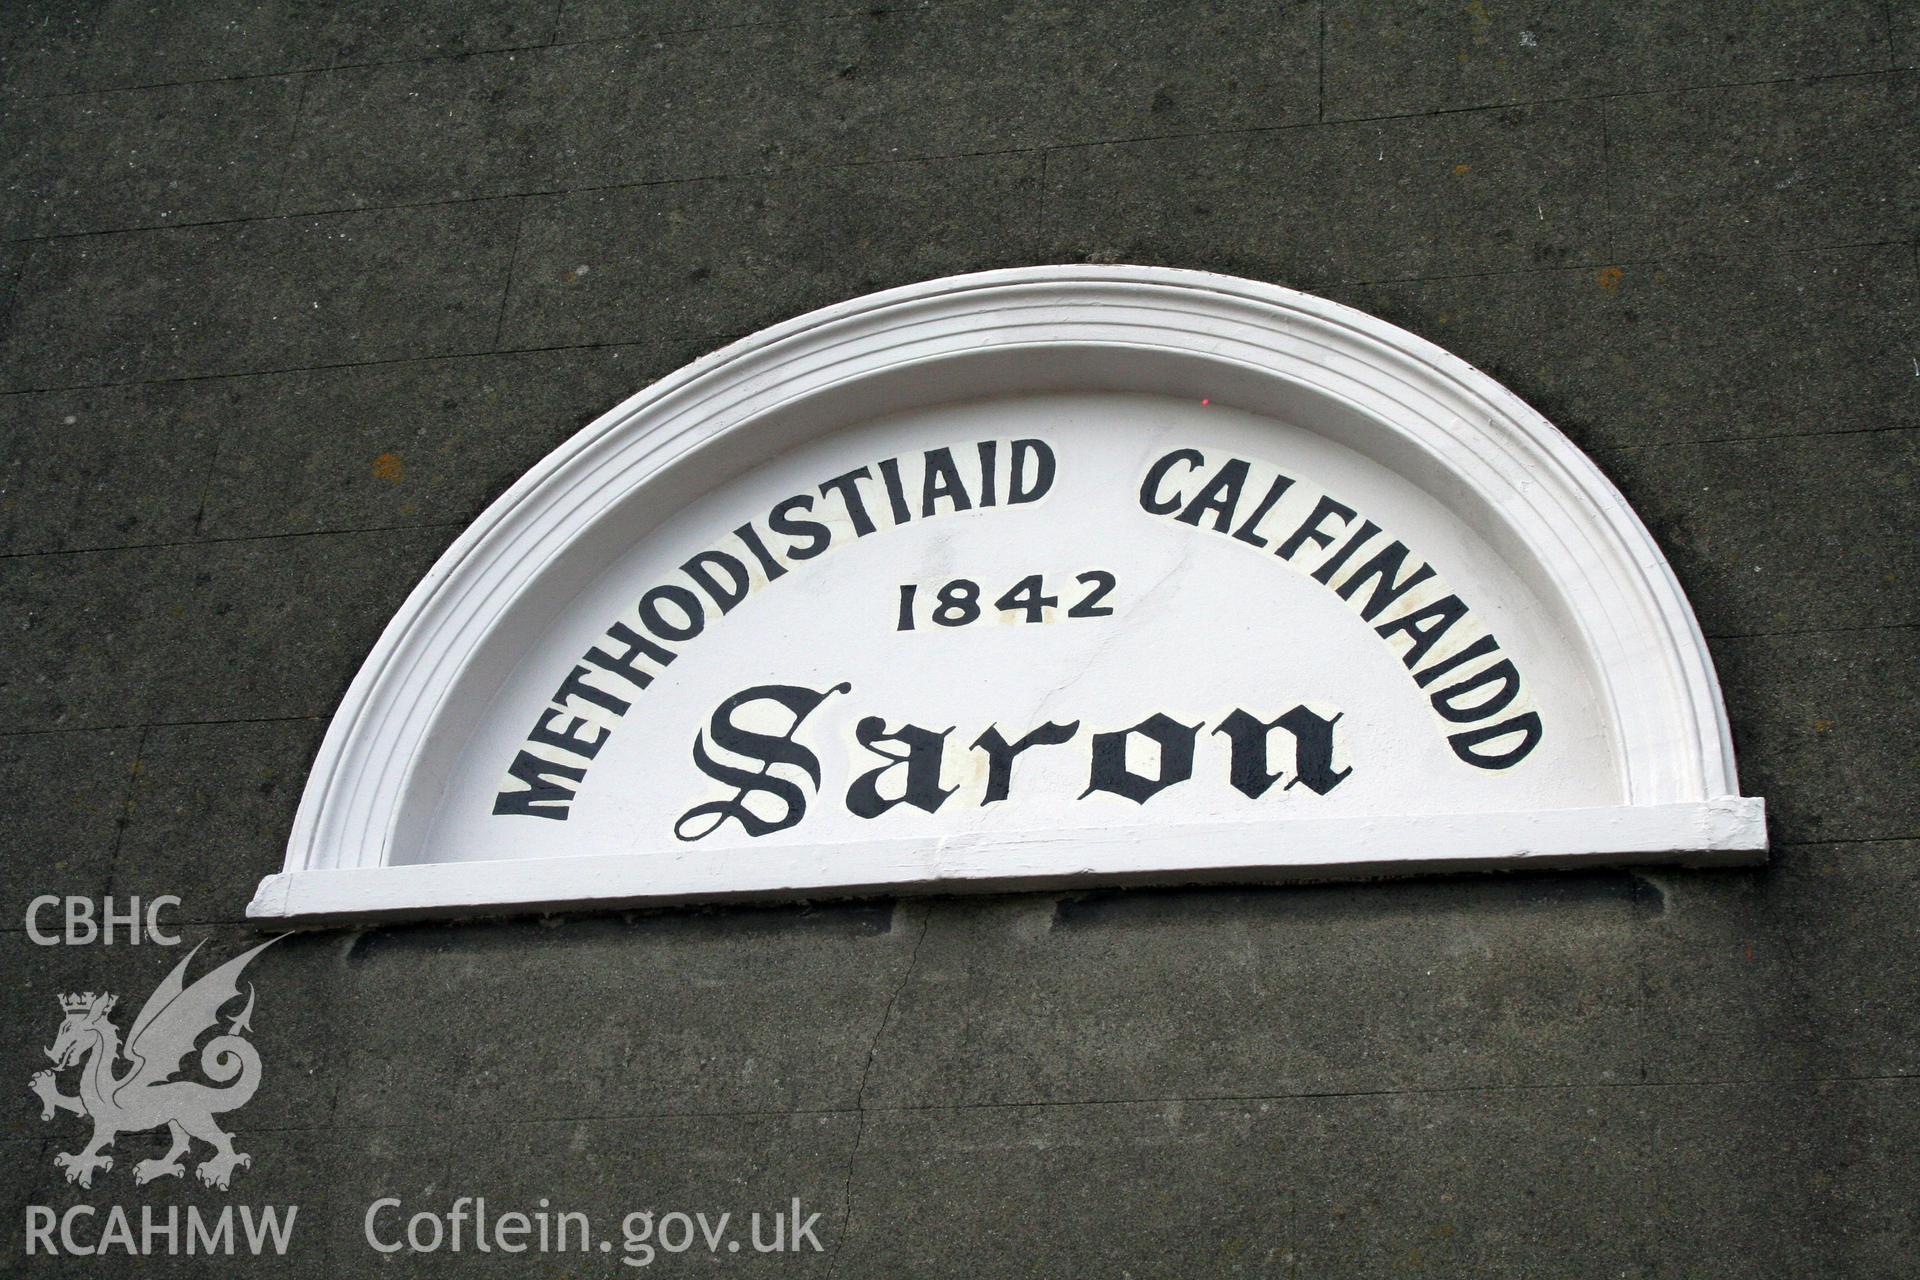 METHODISTIAID CALFINAIDD
1842
Saron
CBHC
RCAHMW
Coflein.gov.uk